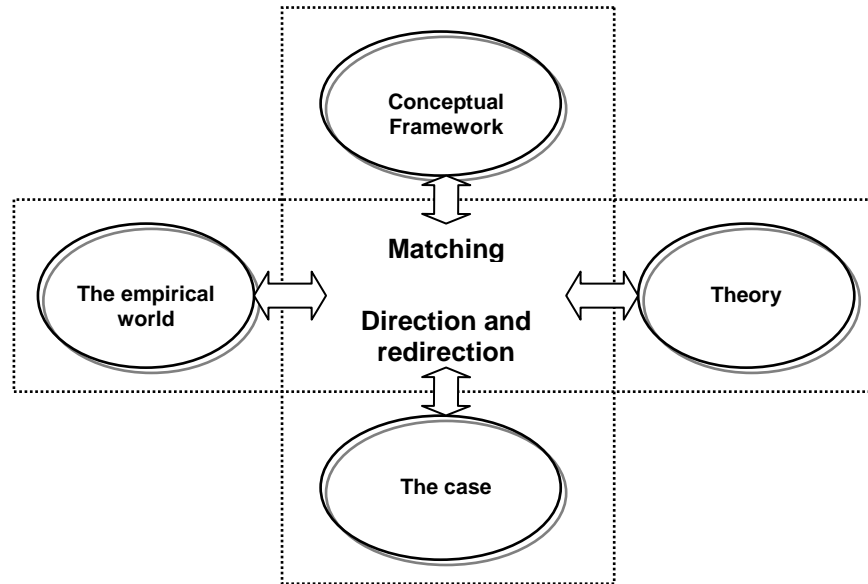 Conceptual
Framework
Matching
The empirical
world
Theory
Direction and
redirection
The case